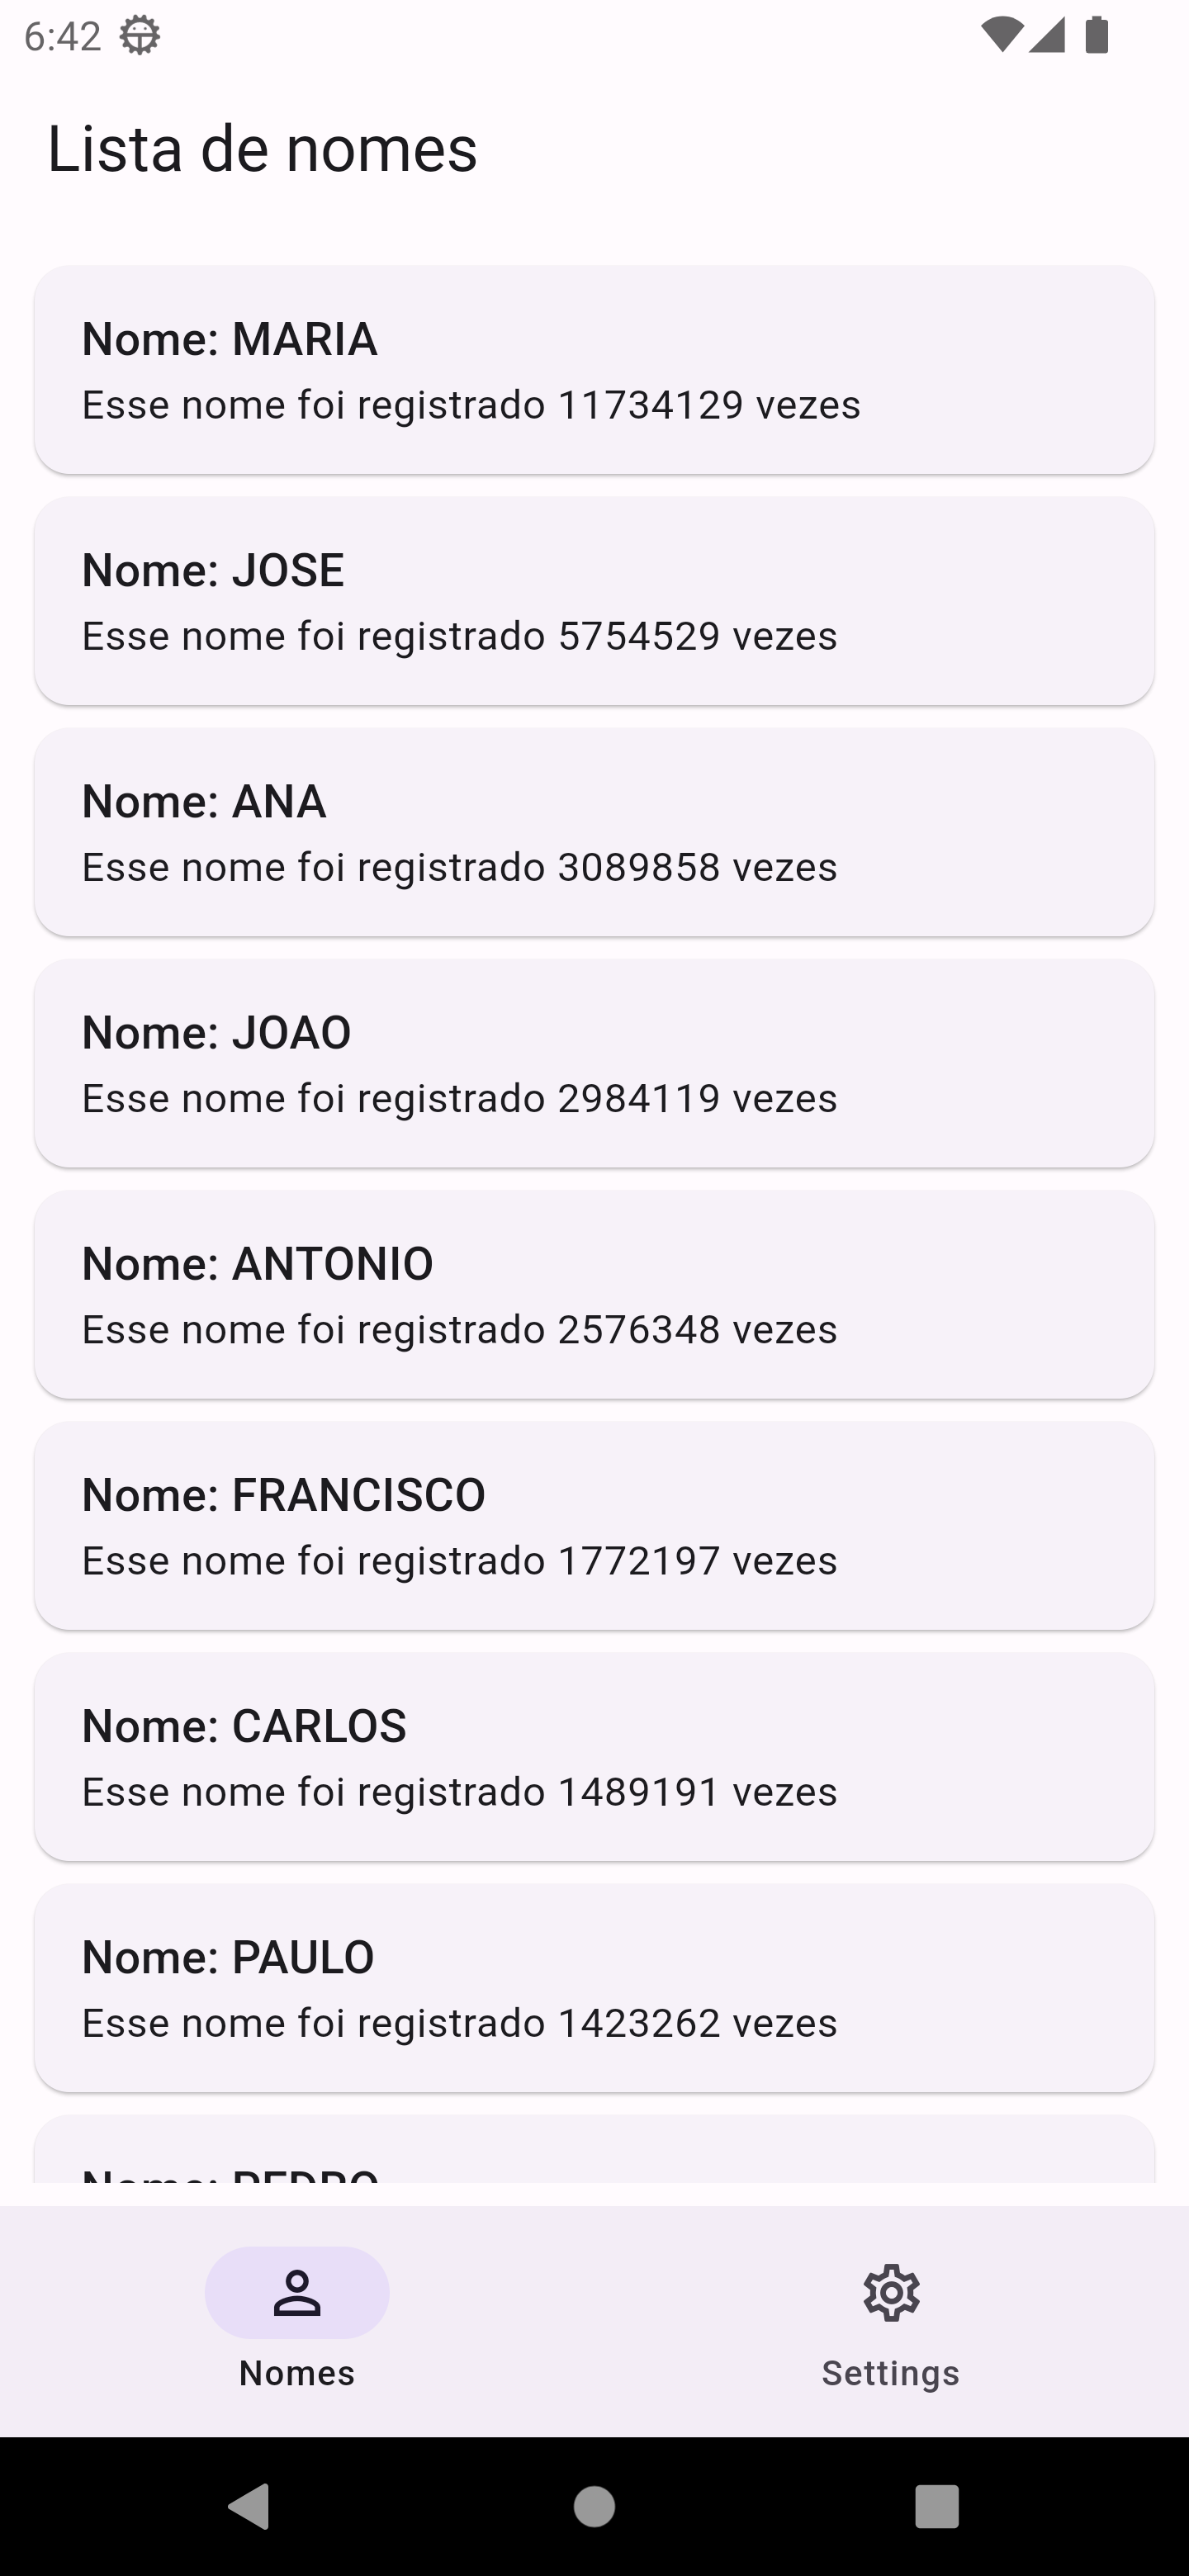 6:42
Lista de nomes
Nome: MARIA
Esse nome foi registrado 11734129 vezes
Nome: JOSE
Esse nome foi registrado 5754529 vezes
Nome: ANA
Esse nome foi registrado 3089858 vezes
Nome: JOAO
Esse nome foi registrado 2984119 vezes
Nome: ANTONIO
Esse nome foi registrado 2576348 vezes
Nome: FRANCISCO
Esse nome foi registrado 1772197 vezes
Nome: CARLOS
Esse nome foi registrado 1489191 vezes
Nome: PAULO
Esse nome foi registrado 1423262 vezes
Nome: PEDRO
Nomes
Settings